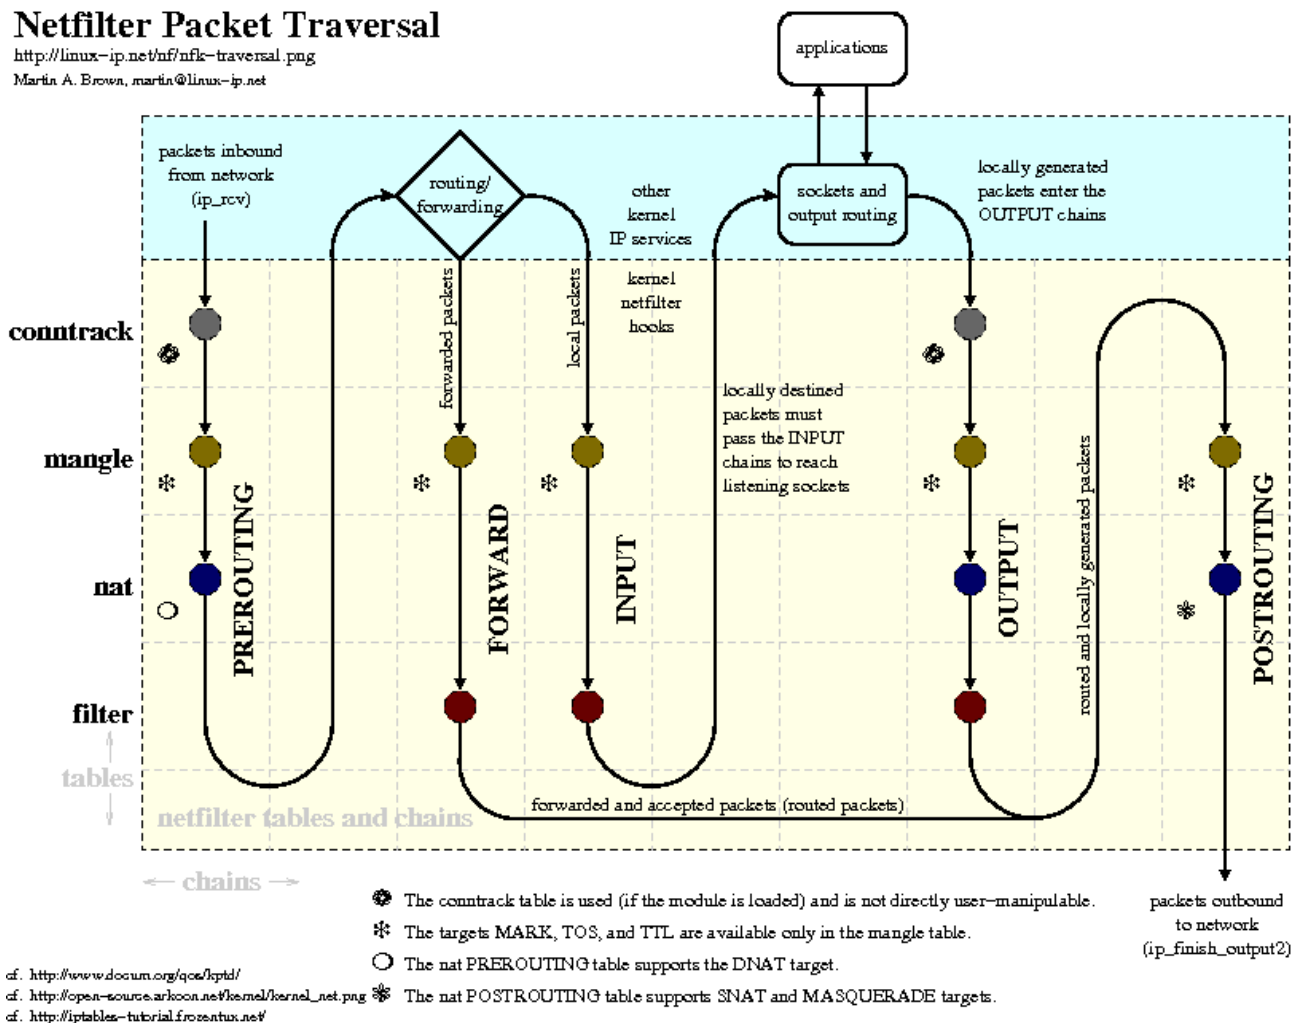 Netfilter Packet Traversal
http://linux-ip.net/nf/nfk-traversal.png
Martin A. Brown, martin@linux-ip.net
applications
packets inbound
from network
(ip_rcv)
routing/
forwarding
other
kernel
IP services
sockets and
output routing
locally generated
packets enter the
OUTPUT chains
kernel
netfilter
hooks
forwarded packets
local packets
conntrack
mangle
nat
filter
tables
locally destined
packets must
pass the INPUT
chains to reach
listening sockets
PREROUTING
FORWARD
INPUT
OUTPUT
routed and locally generated packets
POSTROUTING
forwarded and accepted packets (routed packets)
netfilter tables and chains
chains
The conntrack table is used (if the module is loaded) and is not directly user-manipulable.
The targets MARK, TOS, and TTL are available only in the mangle table.
The nat PREROUTING table supports the DNAT target.
The nat POSTROUTING table supports SNAT and MASQUERADE targets.
packets outbound
to network
(ip_finish_output2)
cf. http://www.docum.org/qos/kptd/
cf. http://open-source.arkoon.net/kernel/kernel_net.png
cf. http://iptables-tutorial.frozentux.net/